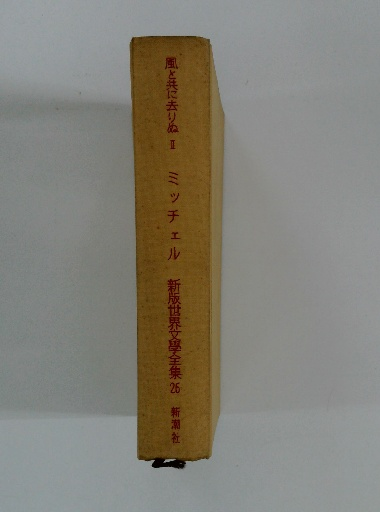 風と共に去りぬ II
ミッチェル
新版世界文學全集 26
新潮社